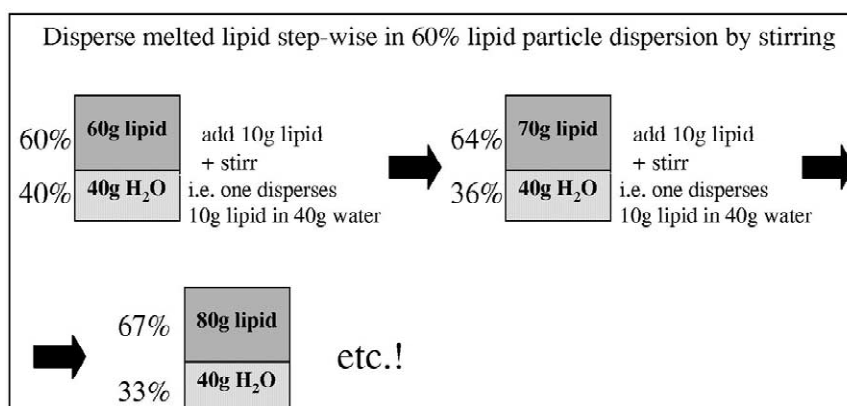 Disperse melted lipid step-wise in 60% lipid particle dispersion by stirring
60%
60g lipid
40%
40g H₂O
add 10g lipid
+ stirr
i.e. one disperses
10g lipid in 40g water
64%
70g lipid
36%
40g H₂O
add 10g lipid
+ stirr
i.e. one disperses
10g lipid in 40g water
67%
80g lipid
33%
40g H₂O
etc.!